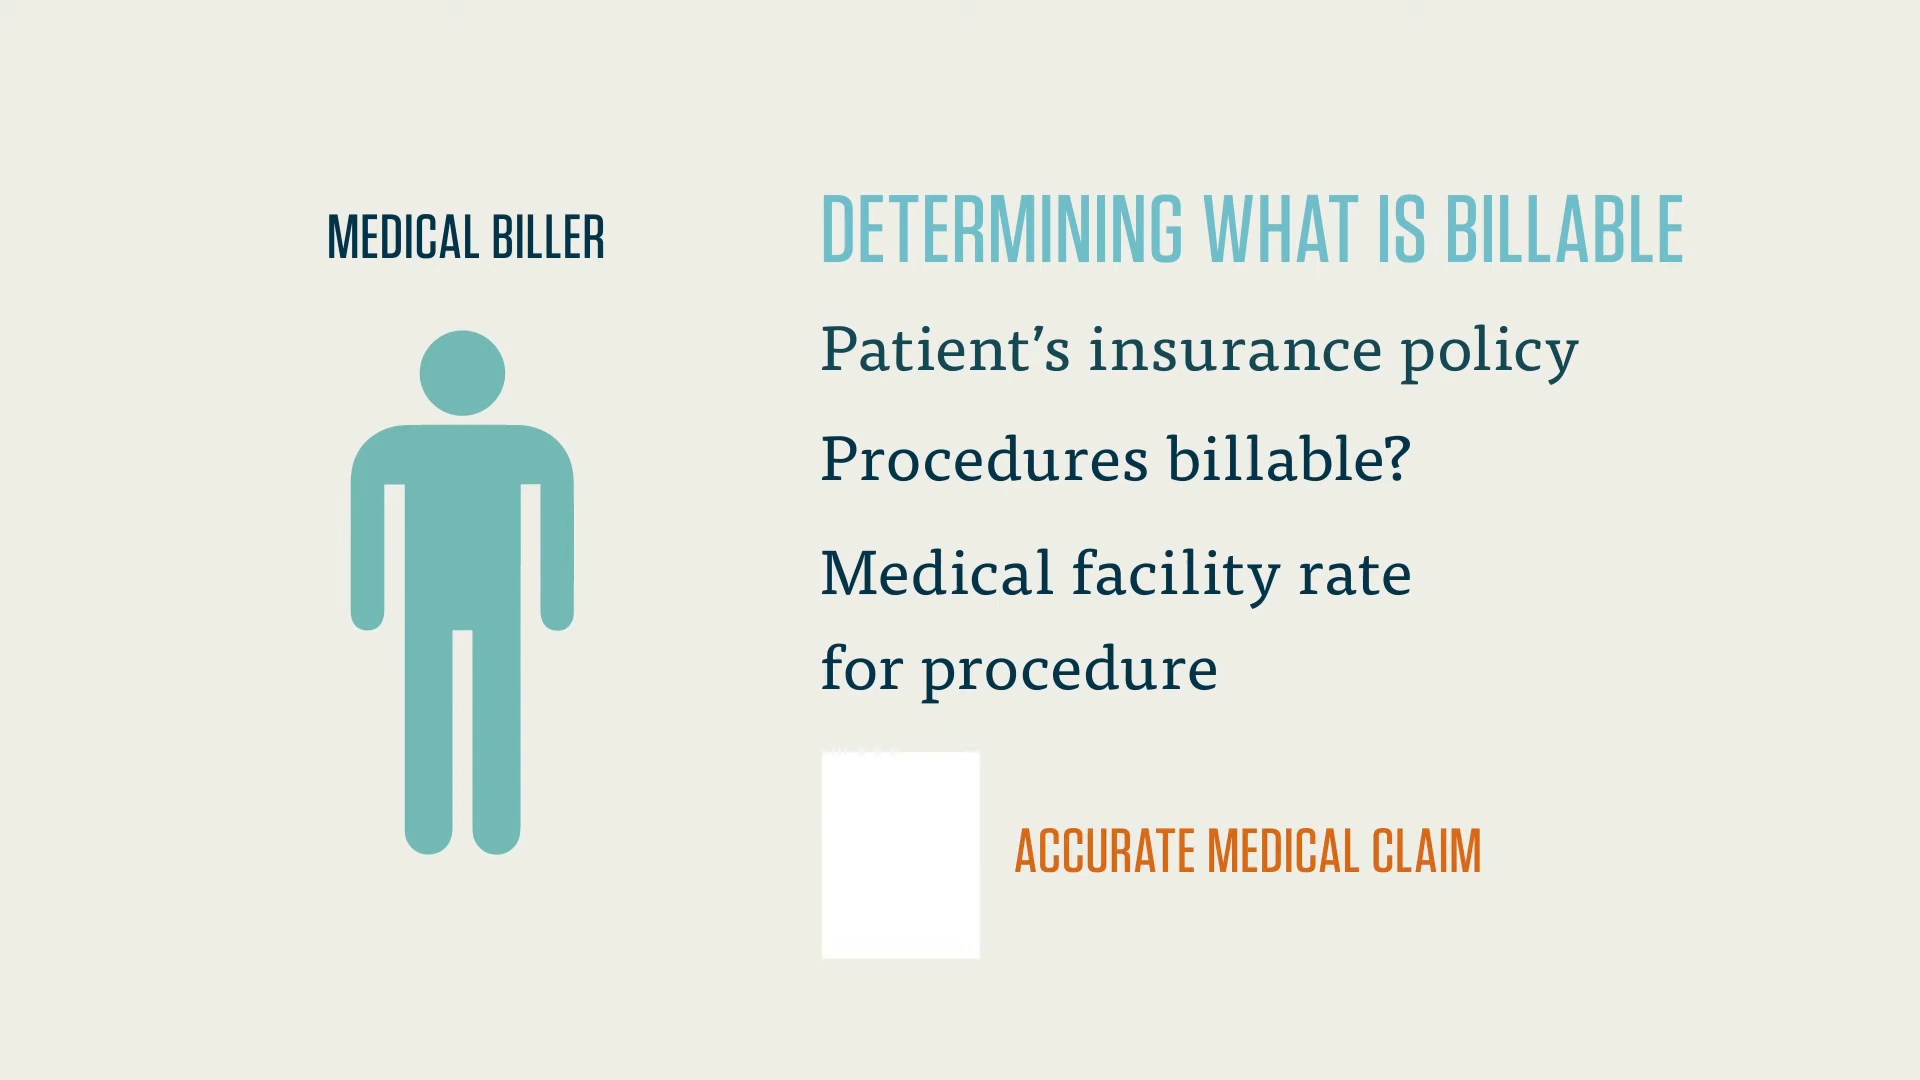 MEDICAL BILLER
DETERMINING WHAT IS BILLABLE
Patient’s insurance policy
Procedures billable?
Medical facility rate
for procedure
ACCURATE MEDICAL CLAIM